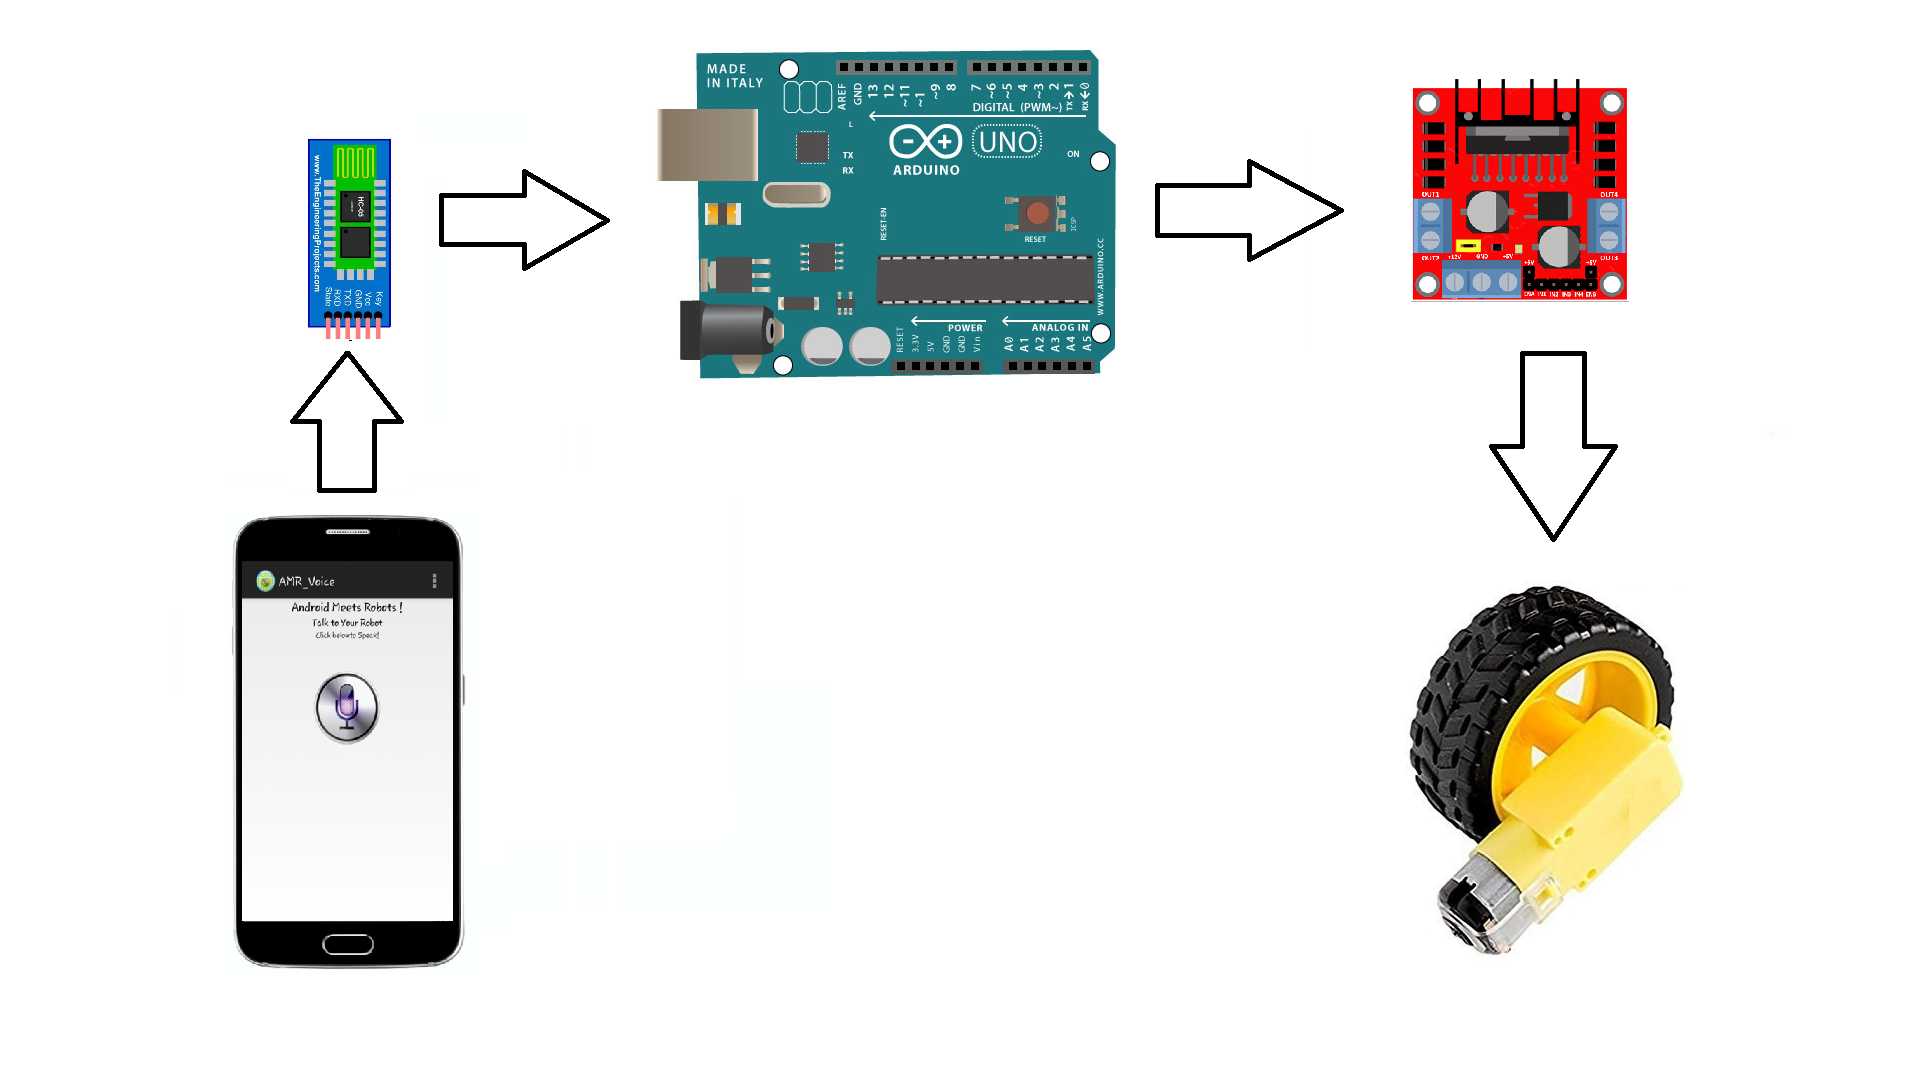 www.TheEngineeringProjects.com
HC-05
State
RXD
TXD
GND
Vcc
Key
AMR_Voice
Android Meets Robots !
Talk to Your Robot
Click below to Speak!
MADE
IN ITALY
AREF
GND
13
12
~11
~1
~9
8
7
~6
~5
4
~3
2
TX→1
RX←0
DIGITAL (PWM~)
L
TX
RX
UNO
ARDUINO
ON
RESET-EN
ICSP
RESET
WWW.ARDUINO.CC
POWER
ANALOG IN
RESET
3.3V
5V
GND
GND
Vin
A0
A1
A2
A3
A4
A5
OUT1
OUT4
OUT2
+12V
GND
+5V
OUT3
+5V
+5V
ENA
IN1
IN2
IN3
IN4
ENB